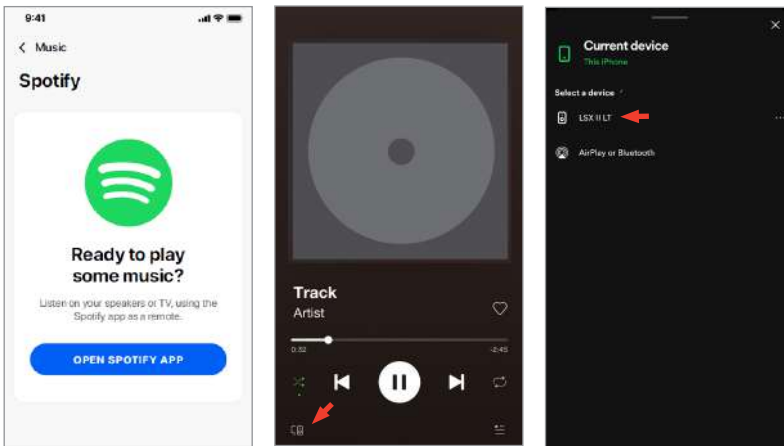 9:41
Music
Spotify
Ready to play
some music?
Listen on your speakers or TV, using the
Spotify app as a remote.
OPEN SPOTIFY APP
Track
Artist
0:52
-2:45
Current device
This iPhone
Select a device
LSX II LT
AirPlay or Bluetooth